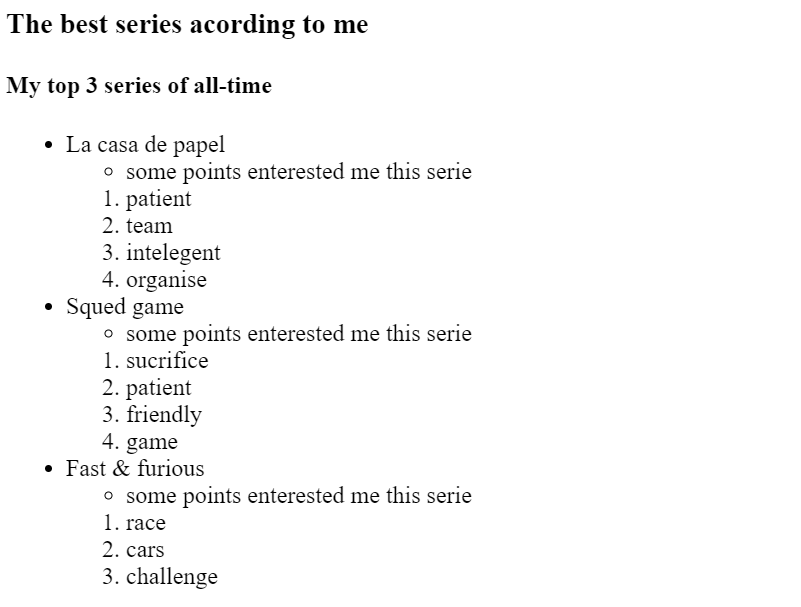 The best series acording to me
My top 3 series of all-time
• La casa de papel
◦ some points enterested me this serie
1. patient
2. team
3. intelegent
4. organise
• Squed game
◦ some points enterested me this serie
1. sucrifice
2. patient
3. friendly
4. game
• Fast & furious
◦ some points enterested me this serie
1. race
2. cars
3. challenge